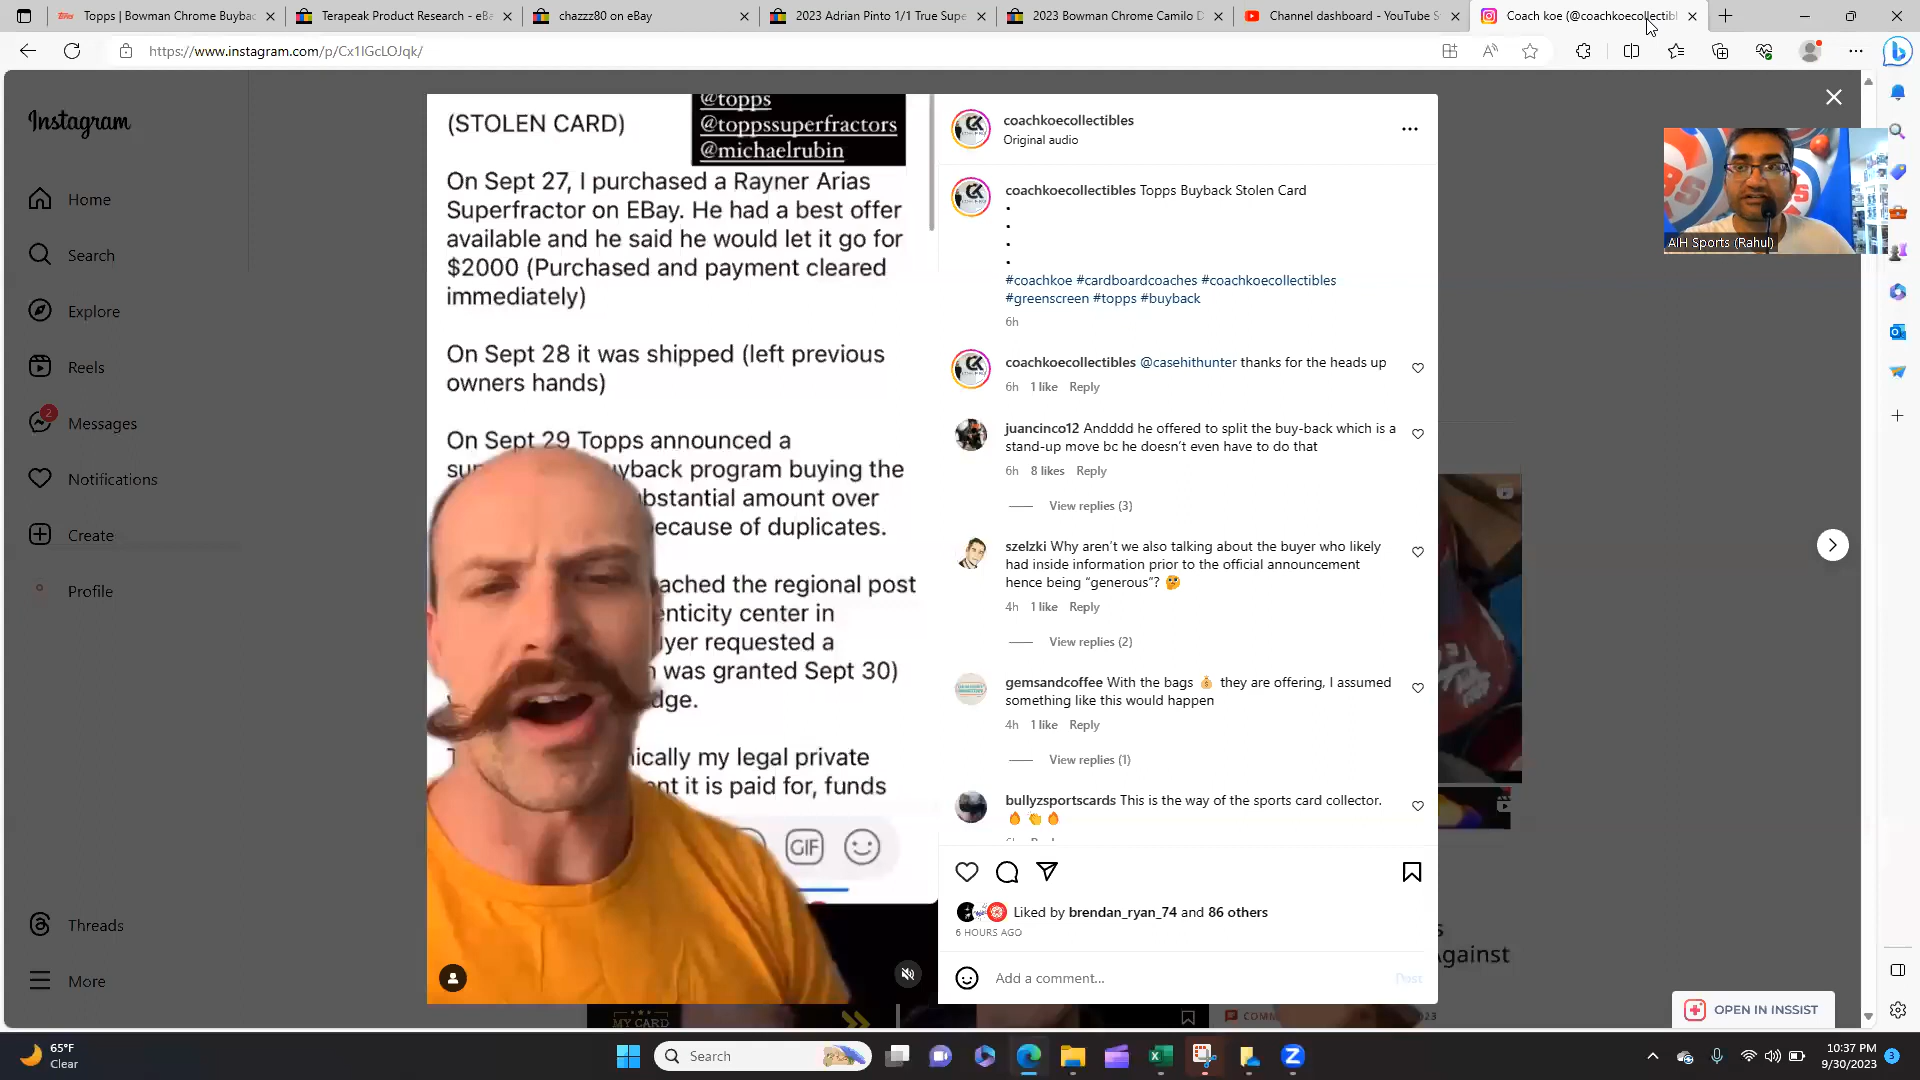 Topps | Bowman Chrome Buybac
Terapeak Product Research - eBa
chazzz80 on eBay
2023 Adrian Pinto 1/1 True Supe
2023 Bowman Chrome Camilo D
Channel dashboard - YouTube S
Coach koe (@coachkoecollectibl
https://www.instagram.com/p/Cx1lGcLOJqk/
Instagram
Home
Search
Explore
Reels
2
Messages
Notifications
Create
Profile
Threads
More
@topps
@toppssuperfractors
@michaelrubin
(STOLEN CARD)
On Sept 27, I purchased a Rayner Arias
Superfractor on EBay. He had a best offer
available and he said he would let it go for
$2000 (Purchased and payment cleared
immediately)
On Sept 28 it was shipped (left previous
owners hands)
On Sept 29 Topps announced a
su yback program buying the
bstantial amount over
ecause of duplicates.
ached the regional post
enticity center in
yer requested a
was granted Sept 30)
dge.
ically my legal private
nt it is paid for, funds
GIF
coachkoecollectibles
Original audio
coachkoecollectibles Topps Buyback Stolen Card
•
•
•
•
#coachkoe #cardboardcoaches #coachkoecollectibles
#greenscreen #topps #buyback
6h
coachkoecollectibles @casehithunter thanks for the heads up
6h 1 like Reply
juancinco12 Andddd he offered to split the buy-back which is a
stand-up move bc he doesn't even have to do that
6h 8 likes Reply
View replies (3)
szelzki Why aren't we also talking about the buyer who likely
had inside information prior to the official announcement
hence being "generous"? 🤔
4h 1 like Reply
View replies (2)
gemsandcoffee With the bags 💰 they are offering, I assumed
something like this would happen
4h 1 like Reply
View replies (1)
bullyzsportscards This is the way of the sports card collector.
🔥 👏 🔥
Liked by brendan_ryan_74 and 86 others
6 HOURS AGO
Add a comment...
Post
AIH Sports (Rahul)
Against
MY CARD
COMM
2023
OPEN IN INSSIST
65°F
Clear
Search
10:37 PM
9/30/2023
3